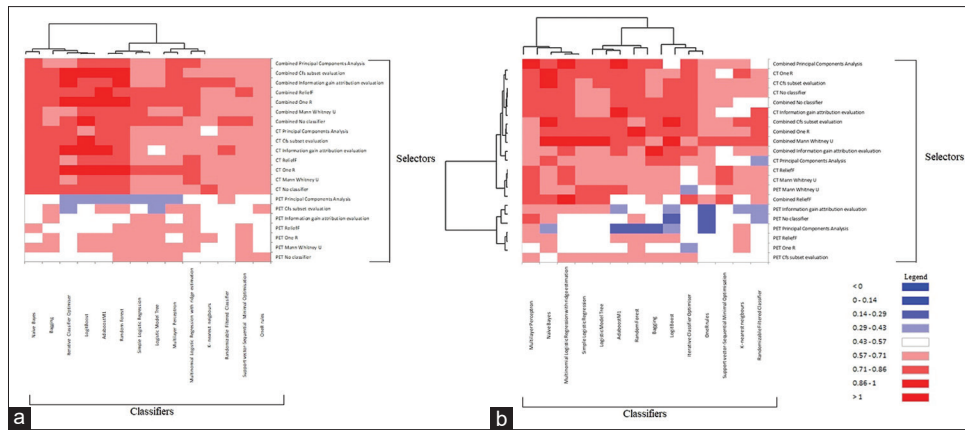 Combined Principal Components Analysis
Combined Cfs subset evaluation
Combined Information gain attribution evaluation
Combined Relieff
Combined One R
Combined Mann Whitney U
Combined No classifier
CT Principal Components Analysis
CT Cfs subset evaluation
CT Information gain attribution evaluation
CT Relieff
CT One R
CT Mann Whitney U
CT No classifier
PET Principal Components Analysis
PET Cfs subset evaluation
PET Information gain attribution evaluation
PET Relieff
PET One R
PET Mann Whitney U
PET No classifier
Selectors
Naive Bayes
Bagging
Iterative Classifier Optimiser
LogitBoost
AdaboostM1
Random Forest
Simple Logistic Regression
Logistic Model Tree
Multilayer Perception
Multinomial Logistic Regression with ridge estimation
K-nearest neighbours
Randomizable Filtered Classifier
Support vector-Sequential Minimal Optimisation
OneR rules
Classifiers
a
Combined Principal Components Analysis
CT One R
CT Cfs subset evaluation
CT No classifier
Combined No classifier
CT Information gain attribution evaluation
Combined Cfs subset evaluation
Combined One R
Combined Mann Whitney U
Combined Information gain attribution evaluation
CT Principal Components Analysis
CT Relieff
CT Mann Whitney U
PET Mann Whitney U
Combined Relieff
PET Information gain attribution evaluation
PET No classifier
PET Principal Components Analysis
PET Relieff
PET One R
PET Cfs subset evaluation
Selectors
Multilayer Perception
Naive Bayes
Multinomial Logistic Regression with ridge estimation
Simple Logistic Regression
Logistic Model Tree
AdaboostM1
Random Forest
Bagging
LogitBoost
Iterative Classifier Optimiser
OneR rules
Support vector-Sequential Minimal Optimisation
K-nearest neighbours
Randomizable Filtered Classifier
Classifiers
b
Legend
< 0
0 - 0.14
0.14 - 0.29
0.29 - 0.43
0.43 - 0.57
0.57 - 0.71
0.71 - 0.86
0.86 - 1
> 1